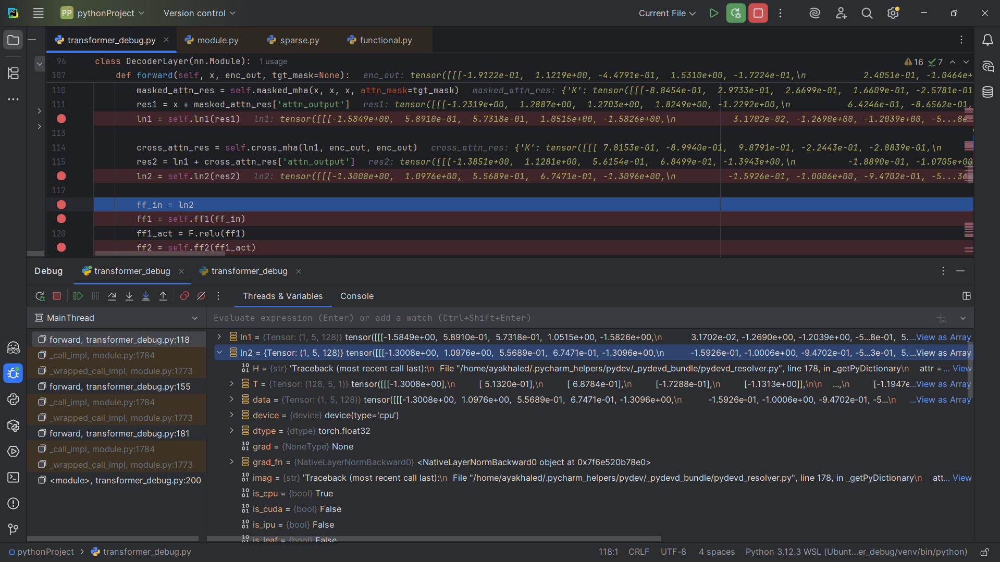 PC
PP pythonProject Version control Current File
transformer_debug.py module.py sparse.py functional.py
96 class DecoderLayer(nn.Module): 1 usage 16 7
107 def forward(self, x, enc_out, tgt_mask=None): enc_out: tensor([[[-1.9122e-01, 1.1219e+00, -4.4791e-01, 1.5310e+00, -1.7224e-01,\n 2.4051e-01, -1.0464e+
110 masked_attn_res = self.masked_mha(x, x, x, attn_mask=tgt_mask) masked_attn_res: {'K': tensor([[[-8.8454e-01, 2.9733e-01, 2.6699e-01, 1.6609e-01, -2.5781e-01
111 res1 = x + masked_attn_res['attn_output'] res1: tensor([[[-1.2319e+00, 1.2887e+00, 1.2703e+00, 1.8249e+00, -1.2292e+00,\n 6.4246e-01, -8.6562e-01,
ln1 = self.ln1(res1) ln1: tensor([[[-1.5849e+00, 5.8910e-01, 5.7318e-01, 1.0515e+00, -1.5826e+00,\n 3.1702e-02, -1.2690e+00, -1.2039e+00, -5...8e
113
114 cross_attn_res = self.cross_mha(ln1, enc_out, enc_out) cross_attn_res: {'K': tensor([[[ 7.8153e-01, -8.9940e-01, 9.8791e-01, -2.2443e-01, -2.8839e-01,\n
115 res2 = ln1 + cross_attn_res['attn_output'] res2: tensor([[[-1.3851e+00, 1.1281e+00, 5.6154e-01, 6.8499e-01, -1.3943e+00,\n -1.8890e-01, -1.0705e+00
ln2 = self.ln2(res2) ln2: tensor([[[-1.3008e+00, 1.0976e+00, 5.5689e-01, 6.7471e-01, -1.3096e+00,\n -1.5926e-01, -1.0006e+00, -9.4702e-01, -5...3e
117
ff_in = ln2
ff1 = self.ff1(ff_in)
120 ff1_act = F.relu(ff1)
ff2 = self.ff2(ff1_act)
Debug transformer_debug transformer_debug
Threads & Variables Console
MainThread
Evaluate expression (Enter) or add a watch (Ctrl+Shift+Enter)
forward, transformer_debug.py:118
_call_impl, module.py:1784
_wrapped_call_impl, module.py:1773
forward, transformer_debug.py:155
_call_impl, module.py:1784
_wrapped_call_impl, module.py:1773
forward, transformer_debug.py:181
_call_impl, module.py:1784
_wrapped_call_impl, module.py:1773
<module>, transformer_debug.py:200
ln1 = {Tensor: (1, 5, 128)} tensor([[[-1.5849e+00, 5.8910e-01, 5.7318e-01, 1.0515e+00, -1.5826e+00,\n 3.1702e-02, -1.2690e+00, -1.2039e+00, -5...8e-01, 5....View as Array
ln2 = {Tensor: (1, 5, 128)} tensor([[[-1.3008e+00, 1.0976e+00, 5.5689e-01, 6.7471e-01, -1.3096e+00,\n -1.5926e-01, -1.0006e+00, -9.4702e-01, -5...3e-01, 5....View as Array
H = {str} 'Traceback (most recent call last):\n File "/home/ayakhaled/.pycharm_helpers/pydev/_pydevd_bundle/pydevd_resolver.py", line 178, in _getPyDictionary\n attr =... View
T = {Tensor: (128, 5, 1)} tensor([[[-1.3008e+00],\n [ 5.1320e-01],\n [ 6.8784e-01],\n [-1.7288e-01],\n [-1.1313e+00]],\n\n ...,\n [-1.1947e...View as Array
data = {Tensor: (1, 5, 128)} tensor([[[-1.3008e+00, 1.0976e+00, 5.5689e-01, 6.7471e-01, -1.3096e+00,\n -1.5926e-01, -1.0006e+00, -9.4702e-01, -5...\n ...View as Array
device = {device} device(type='cpu')
dtype = {dtype} torch.float32
grad = {NoneType} None
grad_fn = {NativeLayerNormBackward0} <NativeLayerNormBackward0 object at 0x7f6e520b78e0>
imag = {str} 'Traceback (most recent call last):\n File "/home/ayakhaled/.pycharm_helpers/pydev/_pydevd_bundle/pydevd_resolver.py", line 178, in _getPyDictionary\n att... View
is_cpu = {bool} True
is_cuda = {bool} False
is_ipu = {bool} False
is_leaf = {bool} False
pythonProject transformer_debug.py 118:1 CRLF UTF-8 4 spaces Python 3.12.3 WSL (Ubunt...er_debug/venv/bin/python)